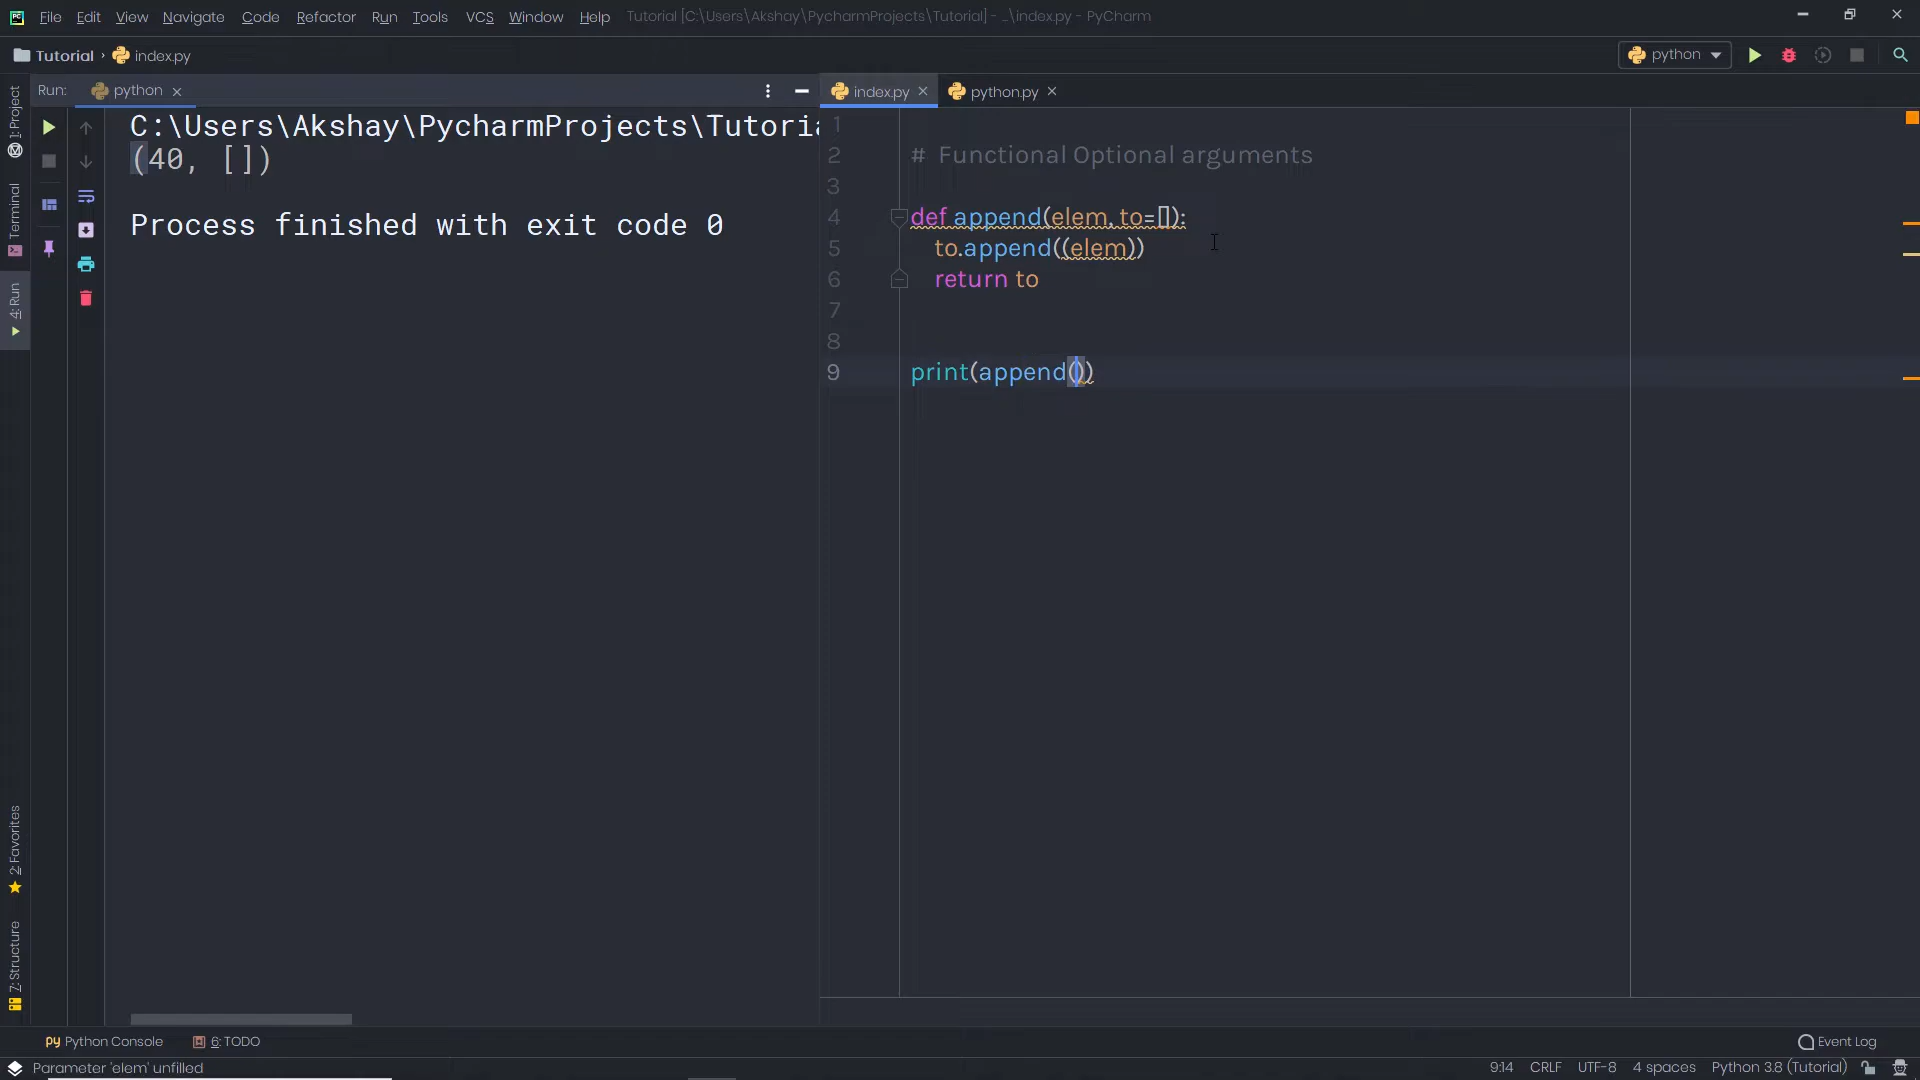 File Edit View Navigate Code Refactor Run Tools VCS Window Help Tutorial [C:\Users\Akshay\PycharmProjects\Tutorial] - ...\index.py - PyCharm
Tutorial index.py python
Run: python
index.py python.py
1: Project
Terminal
4: Run
2: Favorites
7: Structure
C:\Users\Akshay\PycharmProjects\Tutoria
(40, [])
Process finished with exit code 0
1
2 # Functional Optional arguments
3
4 def append(elem, to=[]):
5 to.append((elem))
6 return to
7
8
9 print(append())
Python Console 6: TODO Event Log
Parameter 'elem' unfilled 9:14 CRLF UTF-8 4 spaces Python 3.8 (Tutorial)